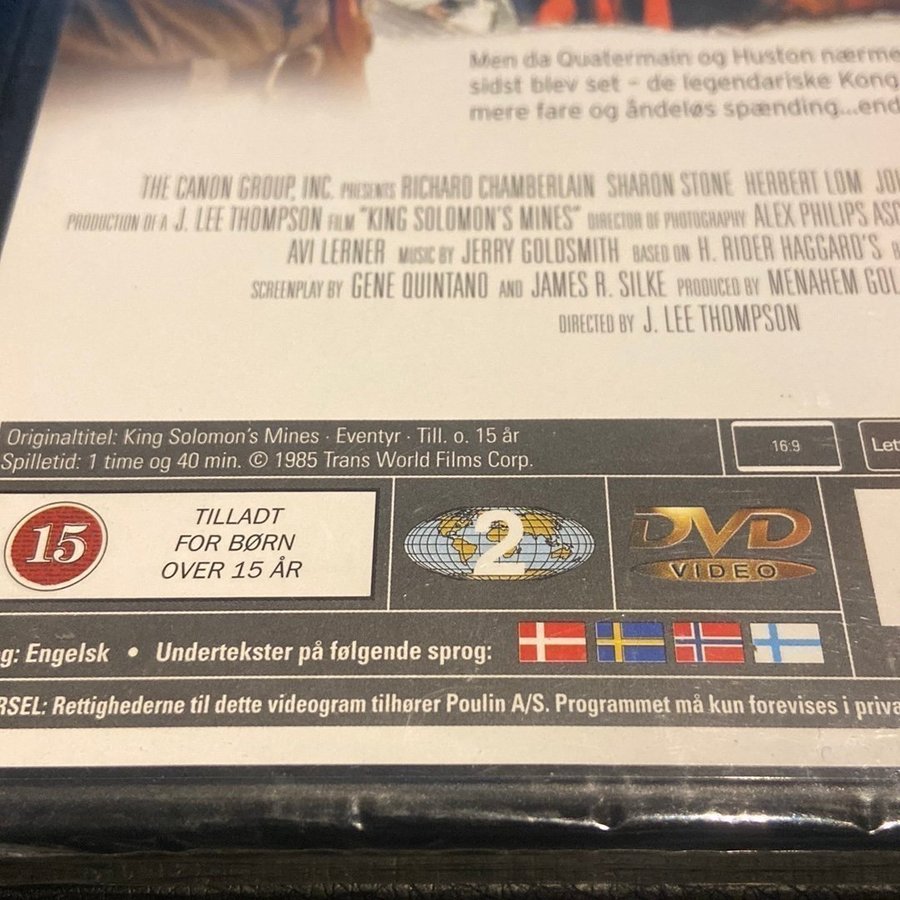 Men da Quatermain og Huston nærme
sidst blev set - de legendariske Kong
mere fare og åndeløs spænding...end
THE CANON GROUP, INC. PRESENTS RICHARD CHAMBERLAIN SHARON STONE HERBERT LOM JO
PRODUCTION OF A J. LEE THOMPSON FILM "KING SOLOMON'S MINES" DIRECTOR OF PHOTOGRAPHY ALEX PHILIPS ASC
AVI LERNER MUSIC BY JERRY GOLDSMITH BASED ON H. RIDER HAGGARD'S
SCREENPLAY BY GENE QUINTANO AND JAMES R. SILKE PRODUCED BY MENAHEM GOL
DIRECTED BY J. LEE THOMPSON
Originaltitel: King Solomon's Mines · Eventyr · Till. o. 15 år
Spilletid: 1 time og 40 min. © 1985 Trans World Films Corp.
16:9
Let
15
TILLADT
FOR BØRN
OVER 15 ÅR
2
DVD
VIDEO
g: Engelsk • Undertekster på følgende sprog:
RSEL: Rettighederne til dette videogram tilhører Poulin A/S. Programmet må kun forevises i priva